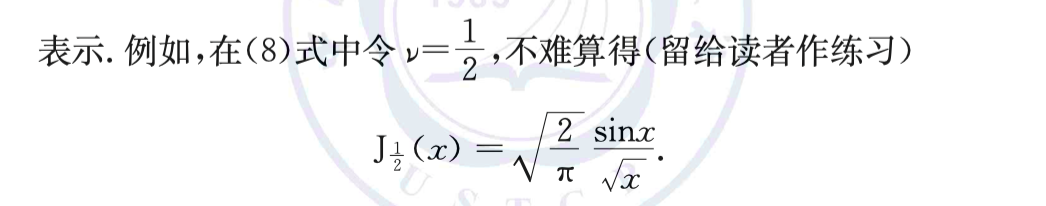 表示. 例如,在(8)式中令 ν=1/2,不难算得(留给读者作练习)
J_{1/2}(x) = √(2/π) sinx/√x.
USTC